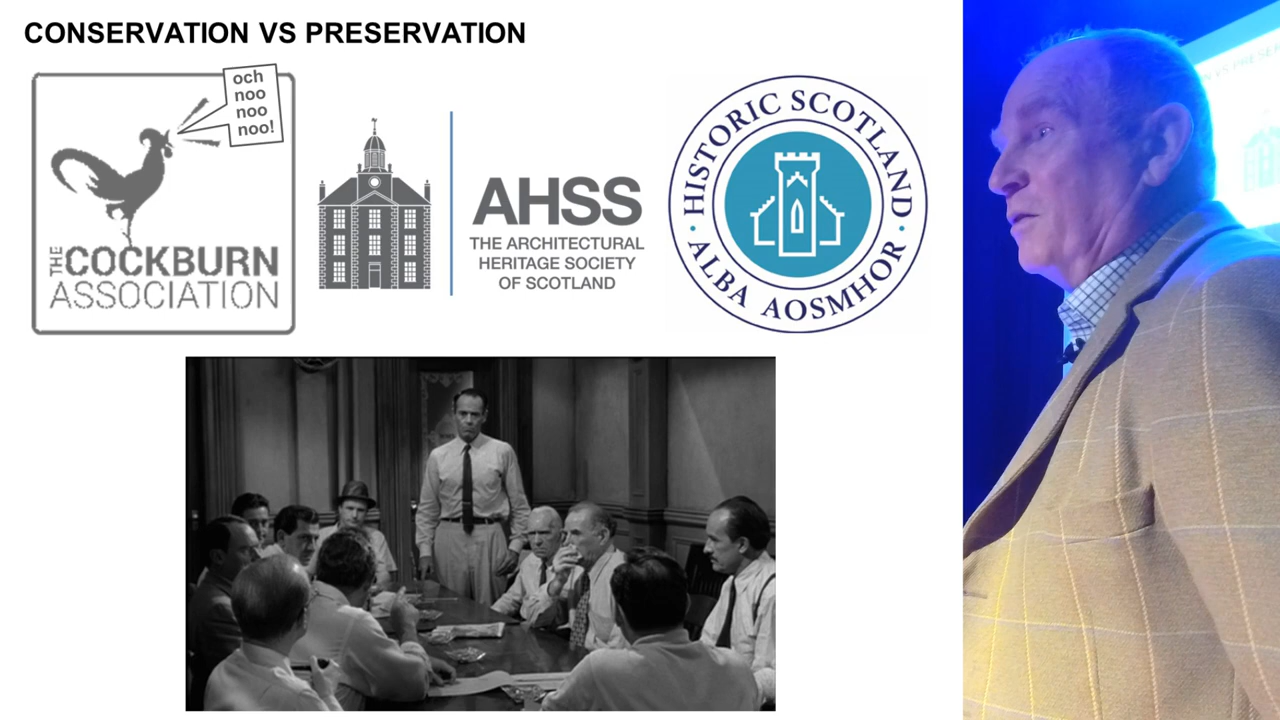 CONSERVATION VS PRESERVATION
och
noo
noo
noo!
THE COCKBURN
ASSOCIATION
AHSS
THE ARCHITECTURAL
HERITAGE SOCIETY
OF SCOTLAND
HISTORIC SCOTLAND
ALBA AOSMHOR